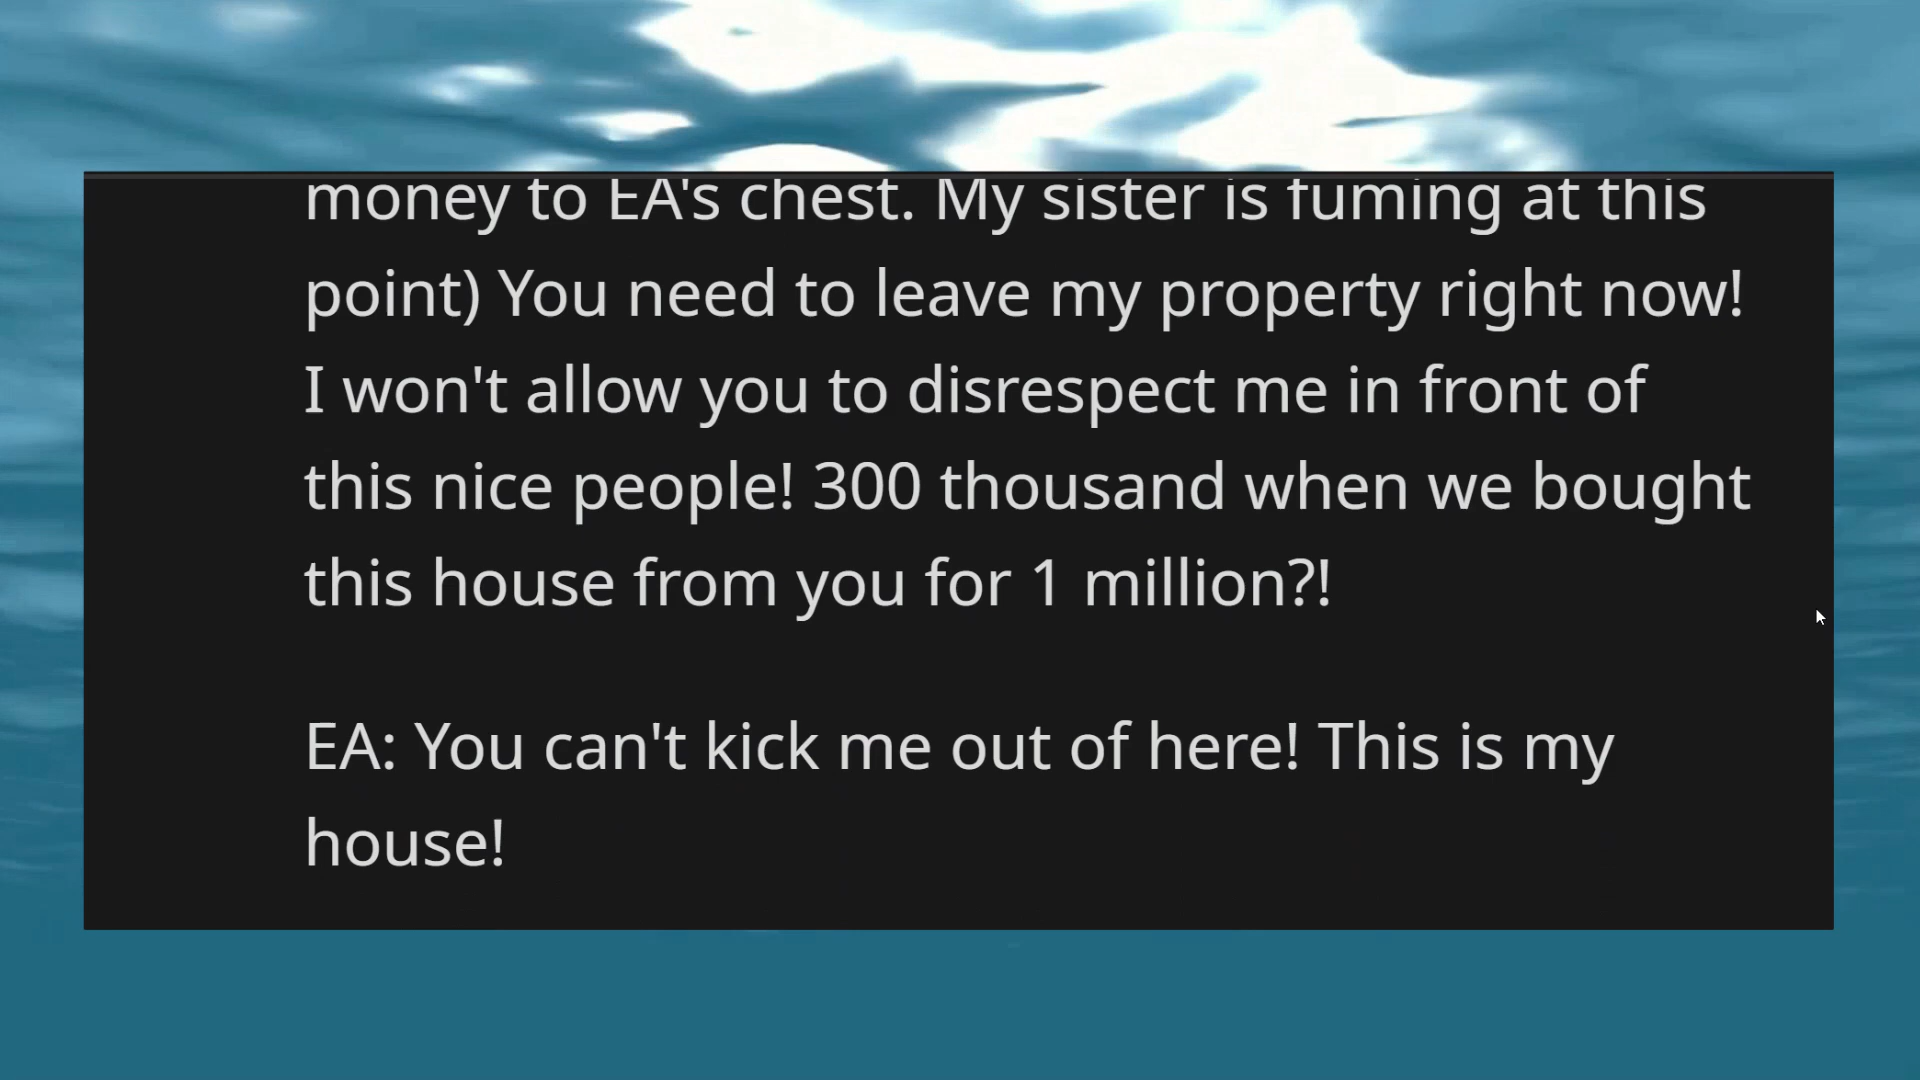 money to EA's chest. My sister is fuming at this
point) You need to leave my property right now!
I won't allow you to disrespect me in front of
this nice people! 300 thousand when we bought
this house from you for 1 million?!
EA: You can't kick me out of here! This is my
house!